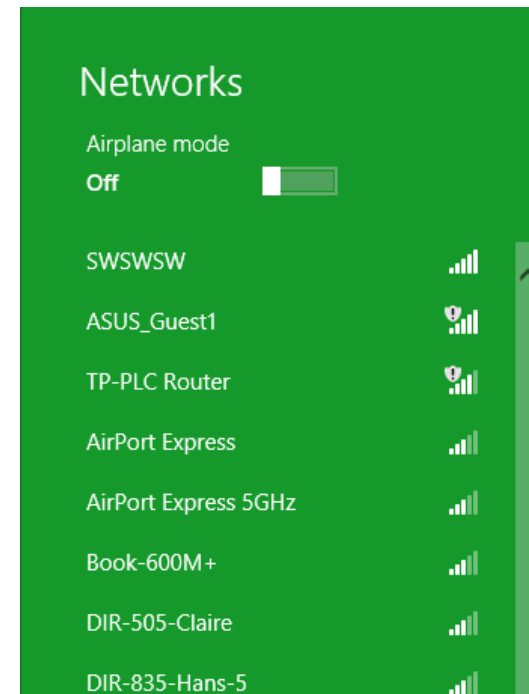 Networks
Airplane mode
Off
SWSWSW
ASUS_Guest1
TP-PLC Router
AirPort Express
AirPort Express 5GHz
Book-600M+
DIR-505-Claire
DIR-835-Hans-5